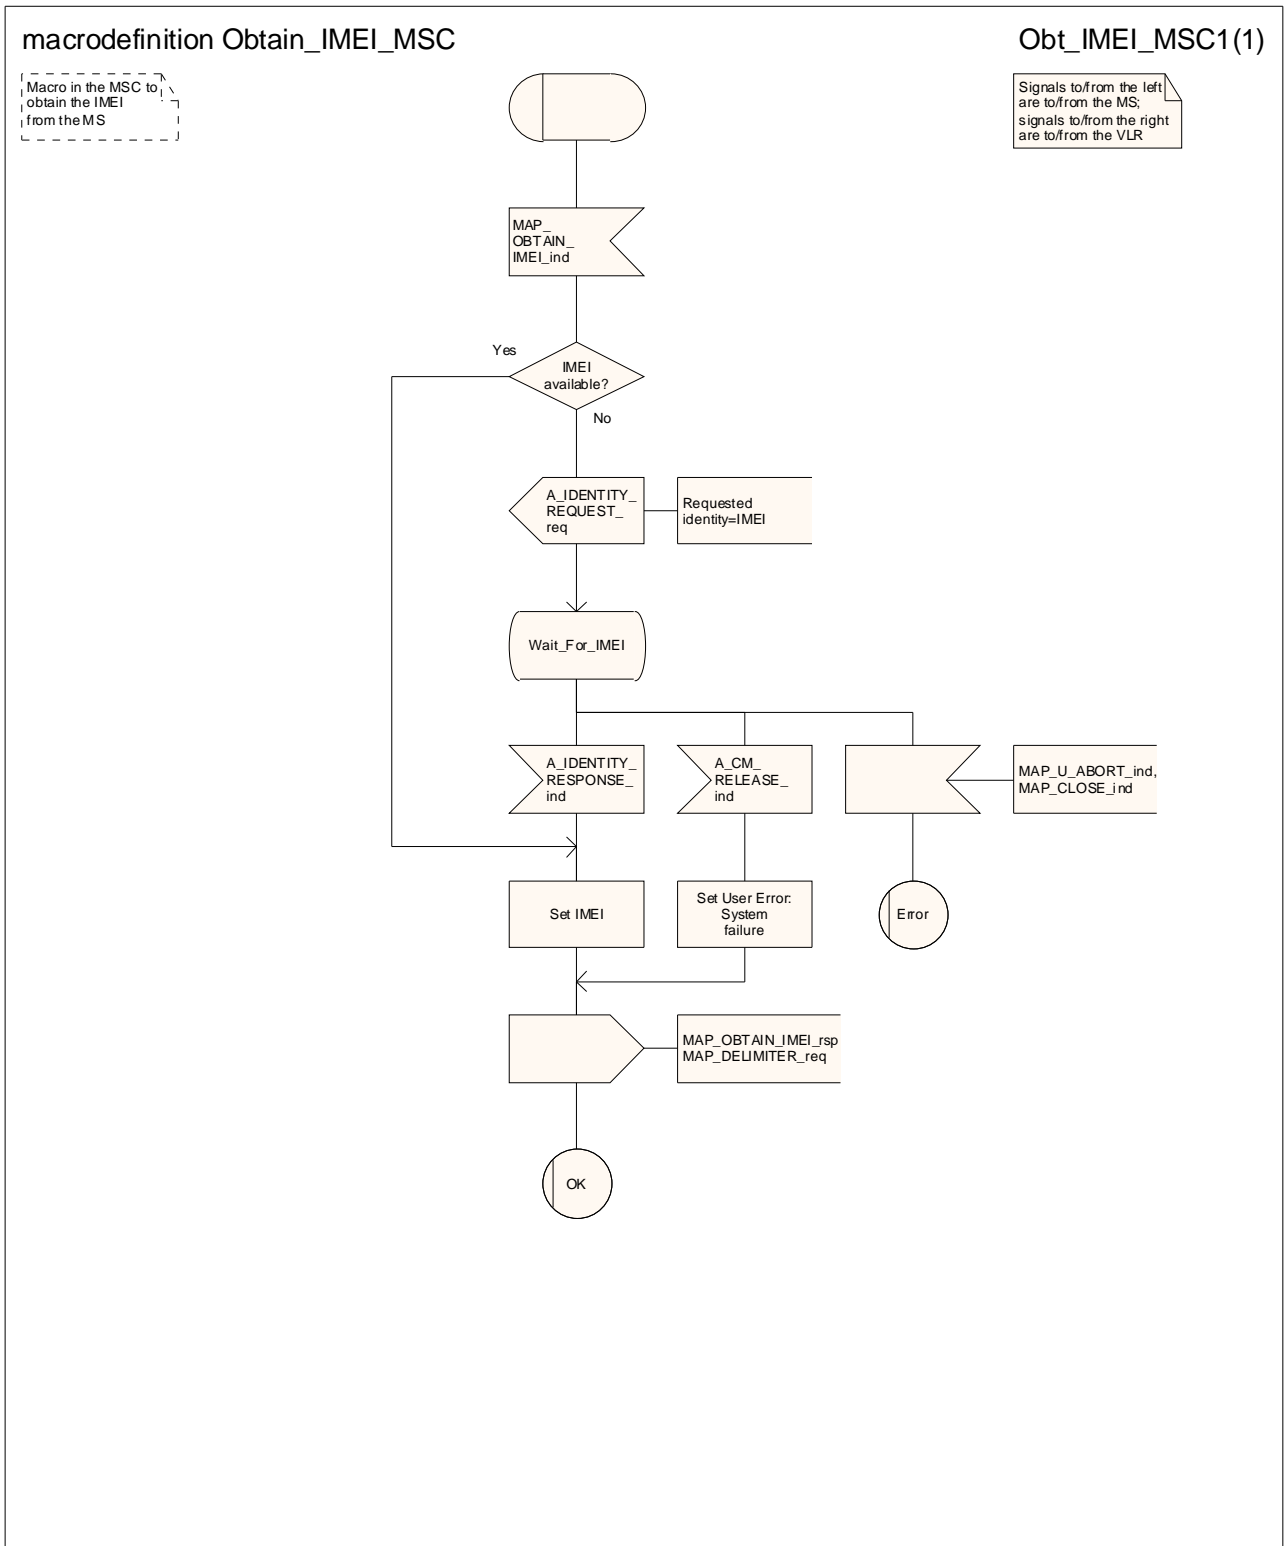 macrodefinition Obtain_IMEI_MSC
Obt_IMEI_MSC1(1)
Macro in the MSC to
obtain the IMEI
from the MS
Signals to/from the left
are to/from the MS;
signals to/from the right
are to/from the VLR
MAP_
OBTAIN_
IMEI_ind
Yes
IMEI
available?
No
A_IDENTITY_
REQUEST_
req
Requested
identity=IMEI
Wait_For_IMEI
A_IDENTITY_
RESPONSE_
ind
A_CM_
RELEASE_
ind
MAP_U_ABORT_ind,
MAP_CLOSE_ind
Set IMEI
Set User Error:
System
failure
Error
MAP_OBTAIN_IMEI_rsp
MAP_DELIMITER_req
OK